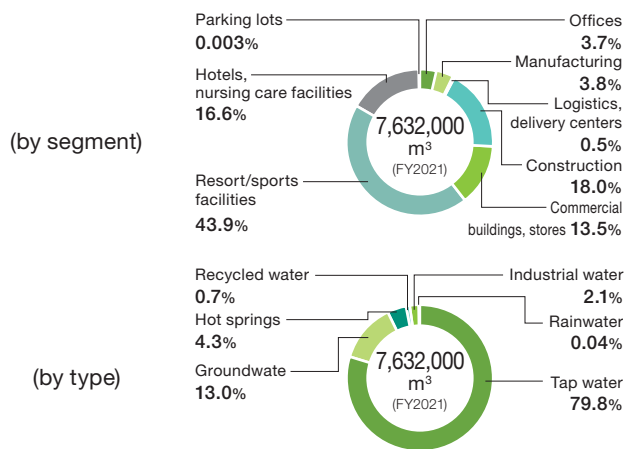 (by segment)
Parking lots
0.003%
Hotels,
nursing care facilities
16.6%
Resort/sports
facilities
43.9%
7,632,000
m³
(FY2021)
Offices
3.7%
Manufacturing
3.8%
Logistics,
delivery centers
0.5%
Construction
18.0%
Commercial
buildings, stores 13.5%
(by type)
Recycled water
0.7%
Hot springs
4.3%
Groundwate
13.0%
7,632,000
m³
(FY2021)
Industrial water
2.1%
Rainwater
0.04%
Tap water
79.8%